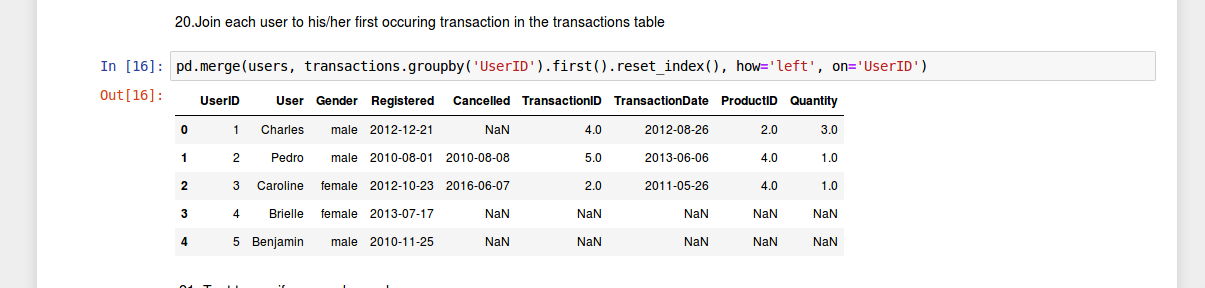 20.Join each user to his/her first occuring transaction in the transactions table
In [16]: pd.merge(users, transactions.groupby('UserID').first().reset_index(), how='left', on='UserID')
Out[16]:
UserID User Gender Registered Cancelled TransactionID TransactionDate ProductID Quantity
0 1 Charles male 2012-12-21 NaN 4.0 2012-08-26 2.0 3.0
1 2 Pedro male 2010-08-01 2010-08-08 5.0 2013-06-06 4.0 1.0
2 3 Caroline female 2012-10-23 2016-06-07 2.0 2011-05-26 4.0 1.0
3 4 Brielle female 2013-07-17 NaN NaN NaN NaN NaN
4 5 Benjamin male 2010-11-25 NaN NaN NaN NaN NaN